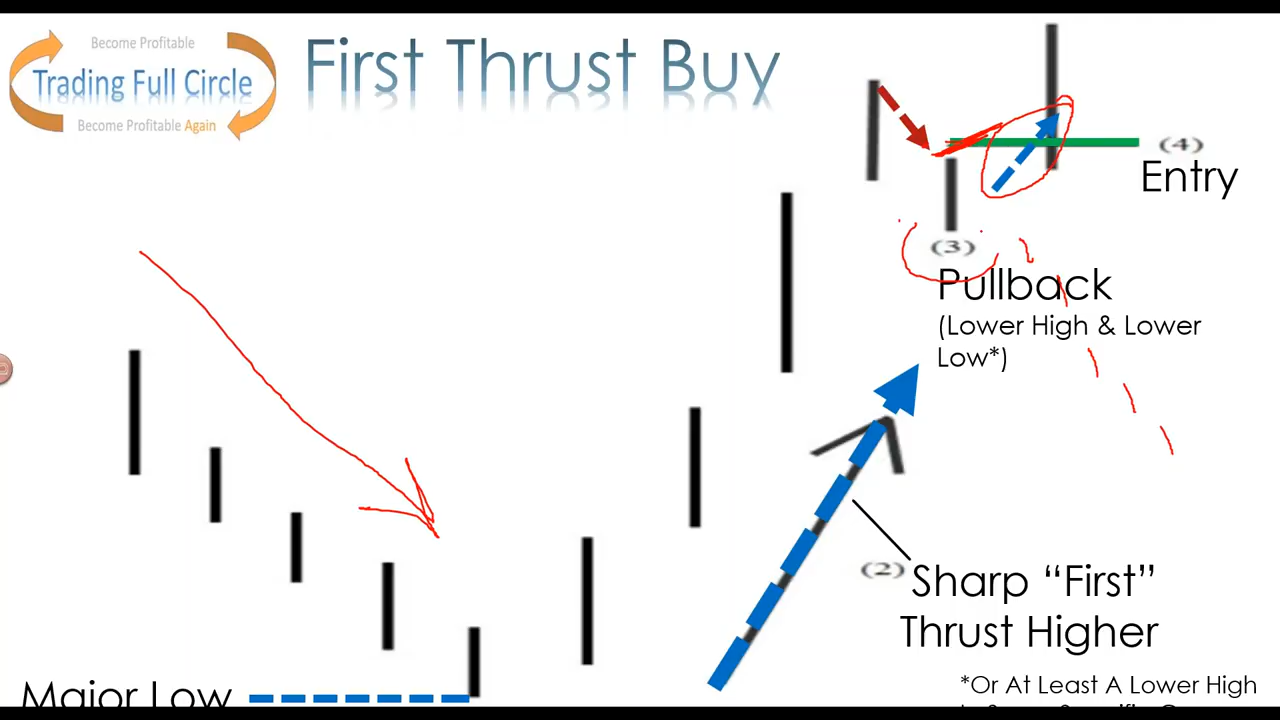 Become Profitable
Trading Full Circle
Become Profitable Again
First Thrust Buy
(4)
Entry
(3)
Pullback
(Lower High & Lower
Low*)
(2)
Sharp “First”
Thrust Higher
Major Low
*Or At Least A Lower High